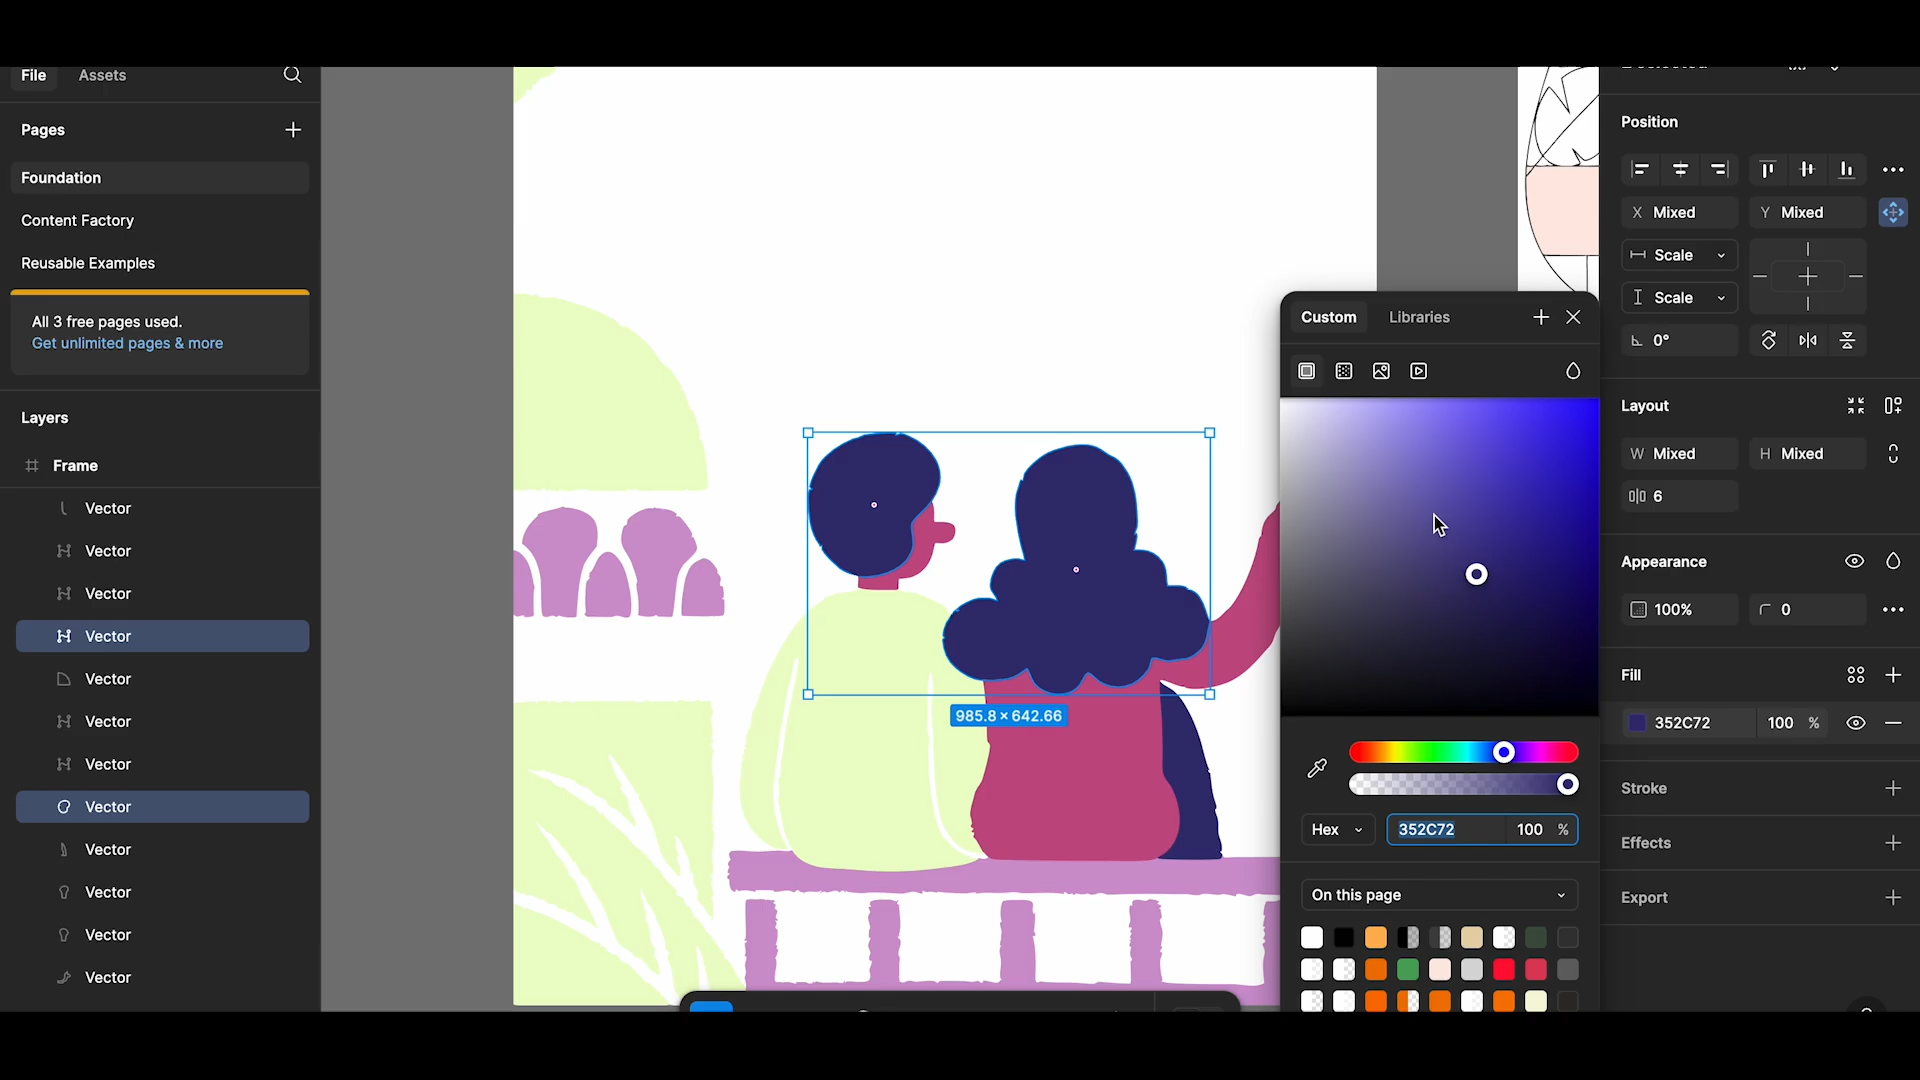 File
Assets
Pages
Foundation
Content Factory
Reusable Examples
All 3 free pages used.
Get unlimited pages & more
Layers
Frame
Vector
Vector
Vector
Vector
Vector
Vector
Vector
Vector
Vector
Vector
Vector
Vector
985.8 × 642.66
Custom
Libraries
Hex
352C72
100 %
On this page
Position
X Mixed
Y Mixed
Scale
Scale
0°
Layout
W Mixed
H Mixed
6
Appearance
100%
0
Fill
352C72
100 %
Stroke
Effects
Export